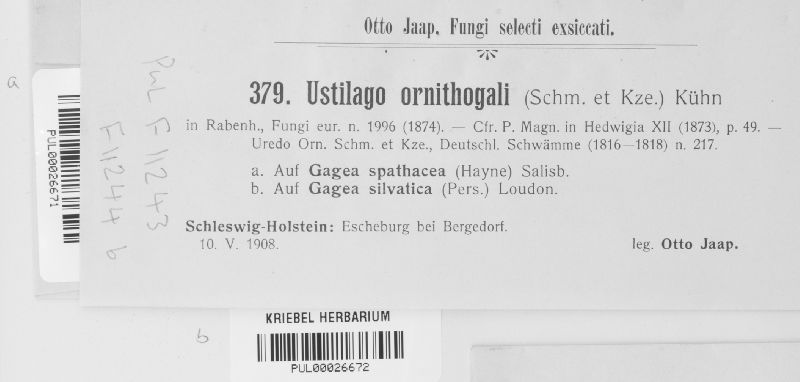 Otto Jaap, Fungi selecti exsiccati.
379. Ustilago ornithogali (Schm. et Kze.) Kühn
in Rabenh., Fungi eur. n. 1996 (1874). — Cfr. P. Magn. in Hedwigia XII (1873), p. 49. —
Uredo Orn. Schm. et Kze., Deutschl. Schwämme (1816—1818) n. 217.
a. Auf Gagea spathacea (Hayne) Salisb.
b. Auf Gagea silvatica (Pers.) Loudon.
Schleswig-Holstein: Escheburg bei Bergedorf.
10. V. 1908.
leg. Otto Jaap.
a
PUL00026671
PUL F 11243
F 11244 b
b
KRIEBEL HERBARIUM
PUL00026672